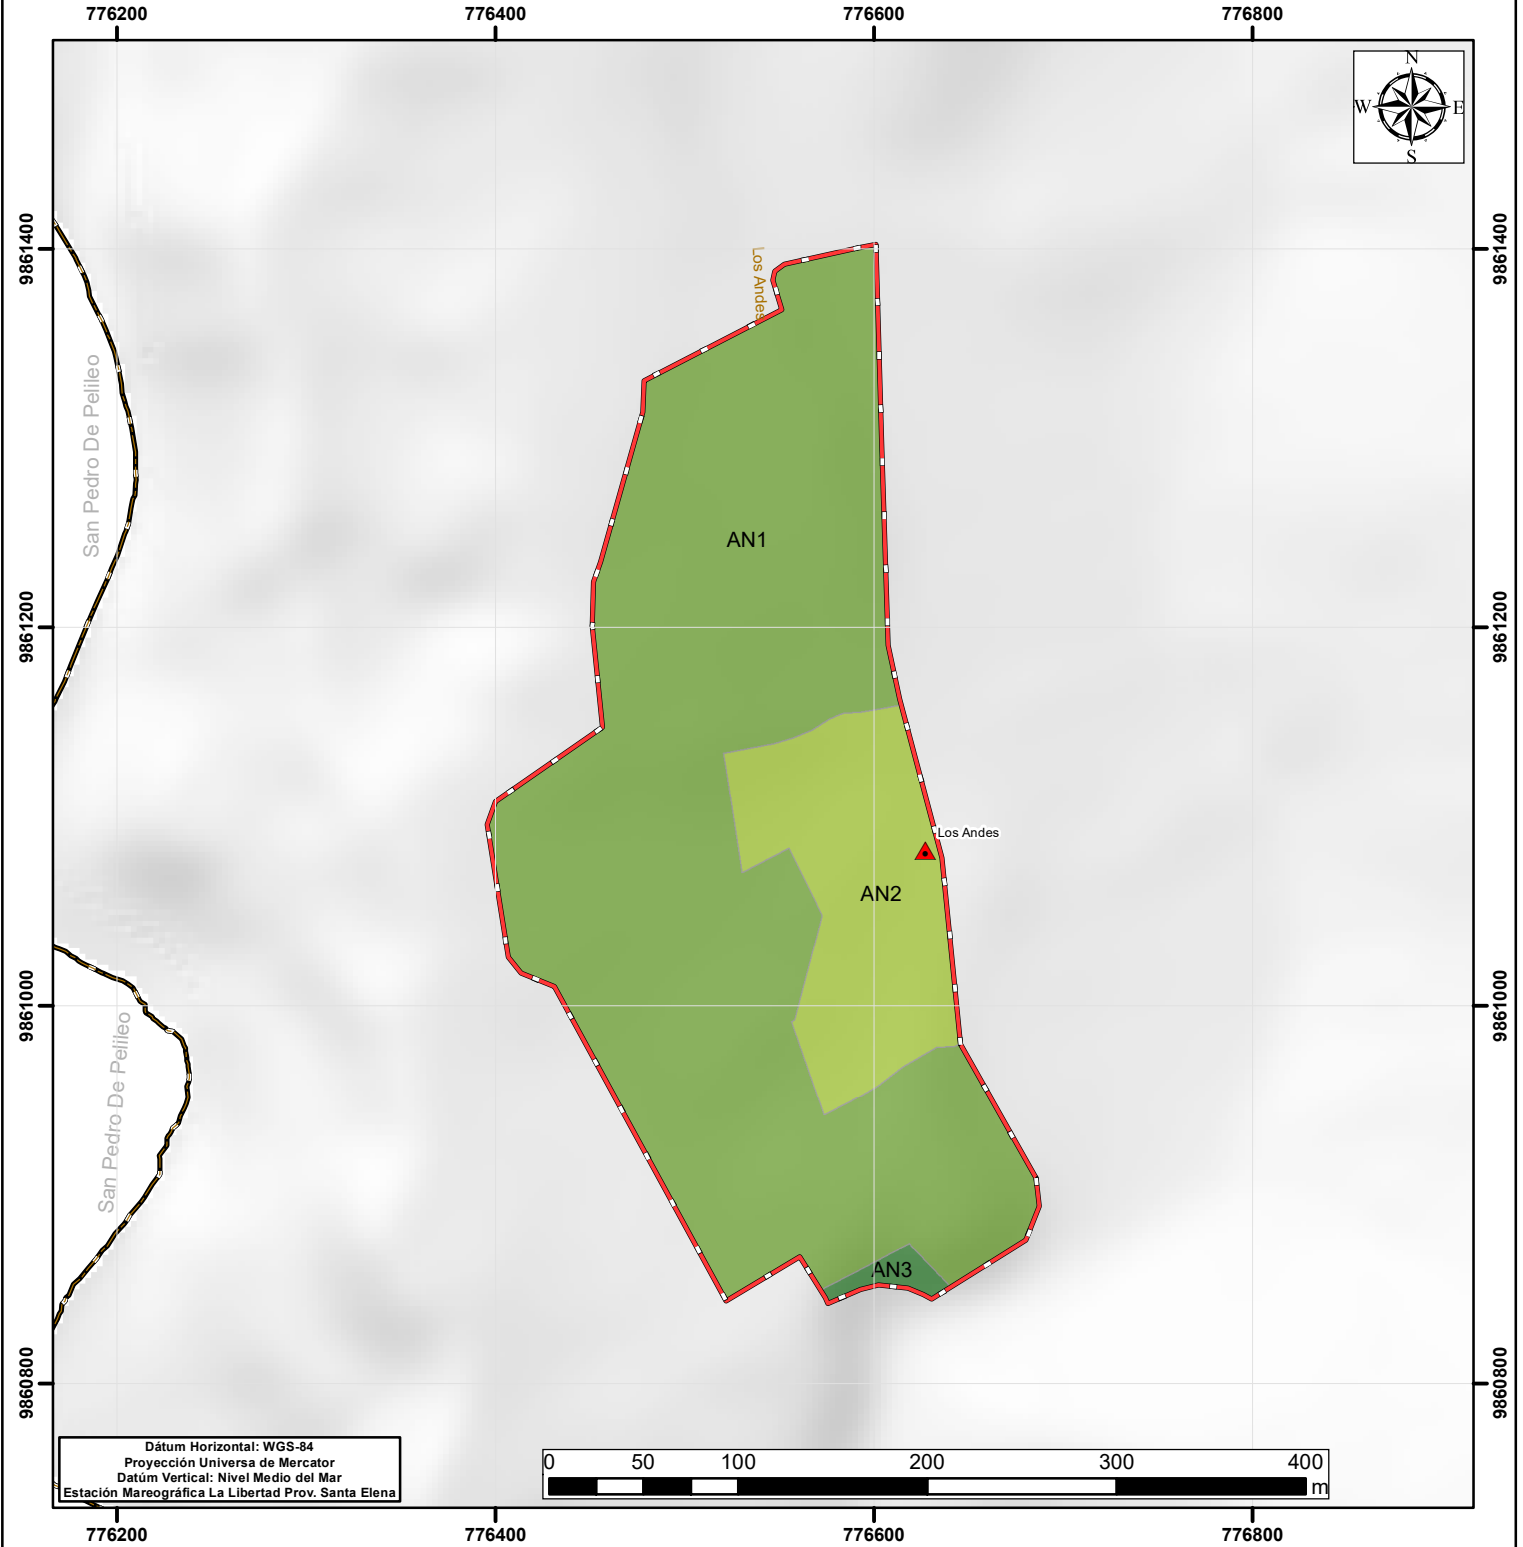 776200
776400
776600
776800
N
W
E
S
9861400
9861400
Los Andes
San Pedro De Pelileo
AN1
9861200
9861200
Los Andes
AN2
9861000
9861000
San Pedro De Pelileo
AN3
9860800
9860800
Dátum Horizontal: WGS-84
Proyección Universa de Mercator
Datúm Vertical: Nivel Medio del Mar
Estación Mareográfica La Libertad Prov. Santa Elena
0 50 100 200 300 400
m
776200
776400
776600
776800